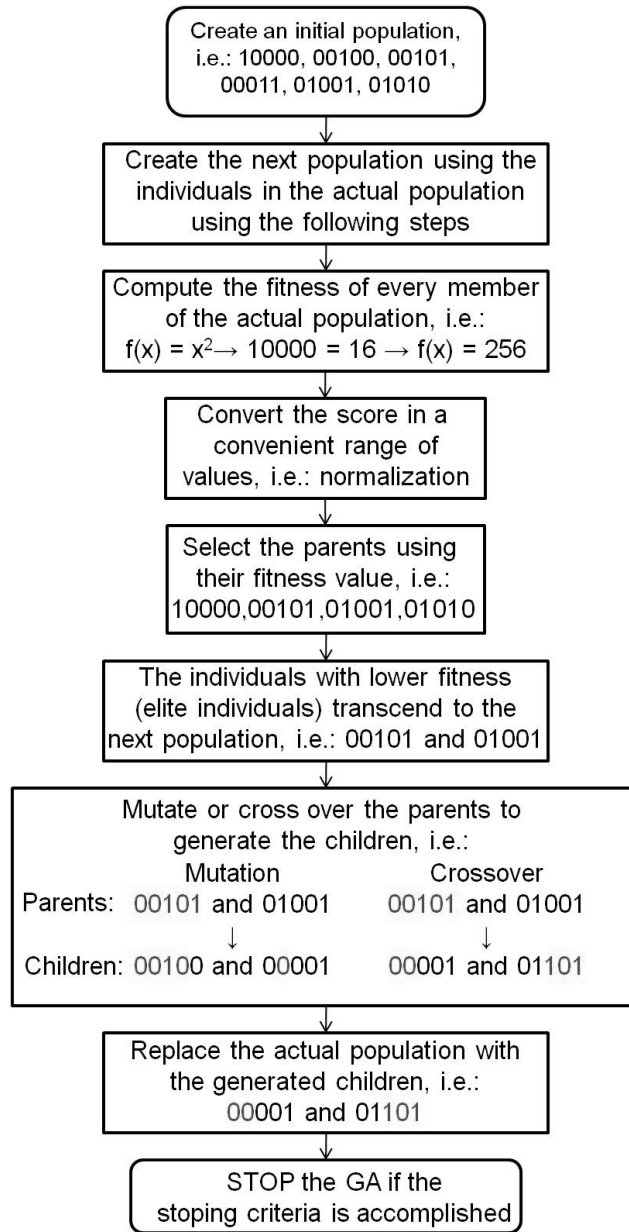 Create an initial population,
i.e.: 10000, 00100, 00101,
00011, 01001, 01010
Create the next population using the
individuals in the actual population
using the following steps
Compute the fitness of every member
of the actual population, i.e.:
f(x) = x²→ 10000 = 16 → f(x) = 256
Convert the score in a
convenient range of
values, i.e.: normalization
Select the parents using
their fitness value, i.e.:
10000,00101,01001,01010
The individuals with lower fitness
(elite individuals) transcend to the
next population, i.e.: 00101 and 01001
Mutate or cross over the parents to
generate the children, i.e.:
Mutation Crossover
Parents: 00101 and 01001 00101 and 01001
↓ ↓
Children: 00100 and 00001 00001 and 01101
Replace the actual population with
the generated children, i.e.:
00001 and 01101
STOP the GA if the
stoping criteria is accomplished